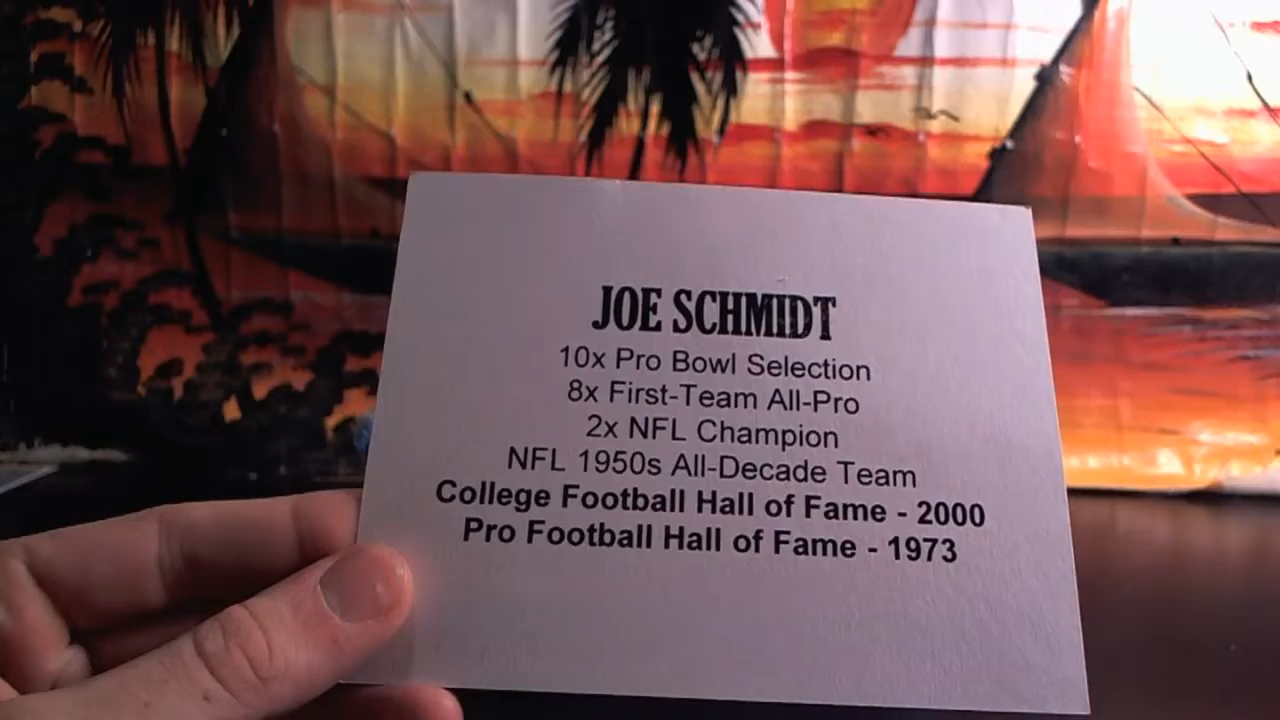 JOE SCHMIDT
10x Pro Bowl Selection
8x First-Team All-Pro
2x NFL Champion
NFL 1950s All-Decade Team
College Football Hall of Fame - 2000
Pro Football Hall of Fame - 1973